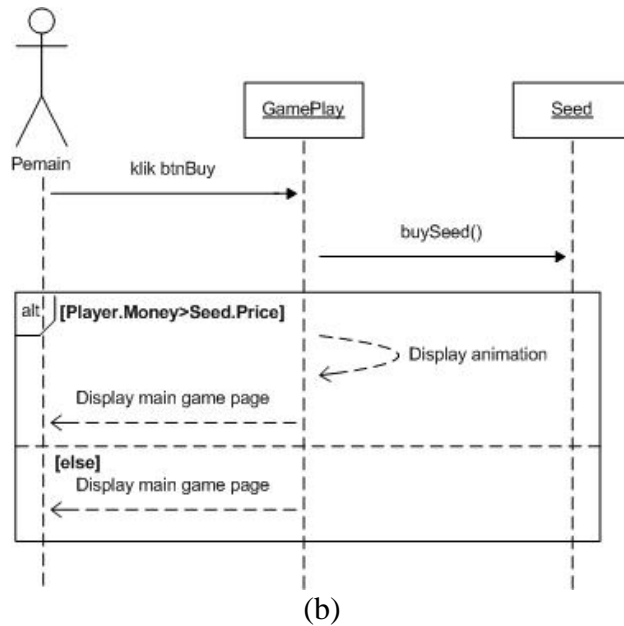 GamePlay
Seed
Pemain
klik btnBuy
buySeed()
alt
[Player.Money>Seed.Price]
Display animation
Display main game page
[else]
Display main game page
(b)